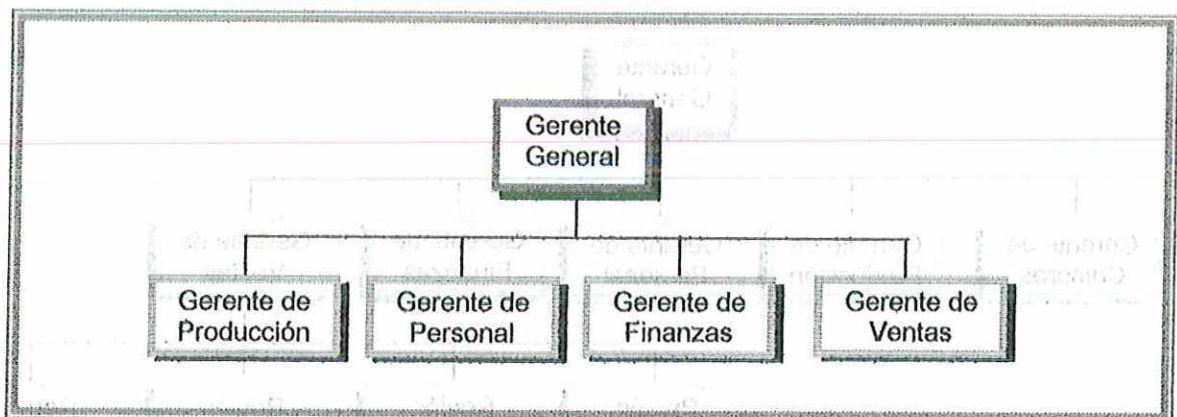 Gerente
General
Gerente de
Producción
Gerente de
Personal
Gerente de
Finanzas
Gerente de
Ventas